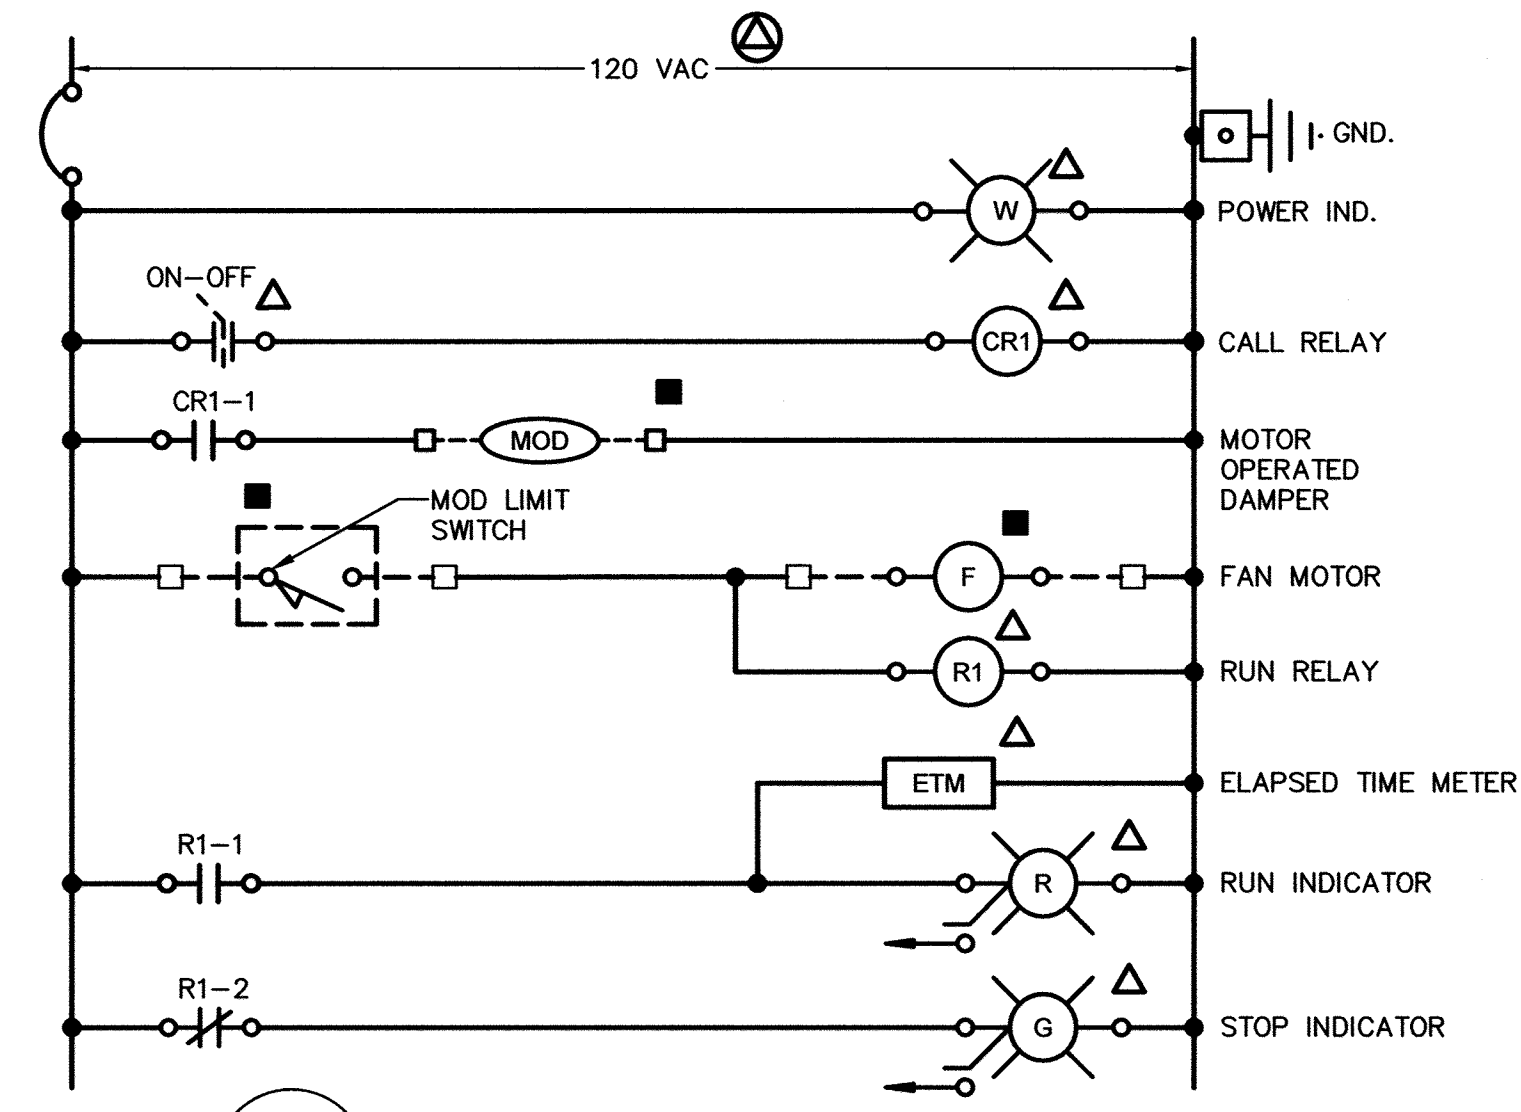 120 VAC
GND.
W
POWER IND.
ON-OFF
CR1
CALL RELAY
CR1-1
MOD
MOTOR
OPERATED
DAMPER
MOD LIMIT
SWITCH
F
FAN MOTOR
R1
RUN RELAY
ETM
ELAPSED TIME METER
R1-1
R
RUN INDICATOR
R1-2
G
STOP INDICATOR